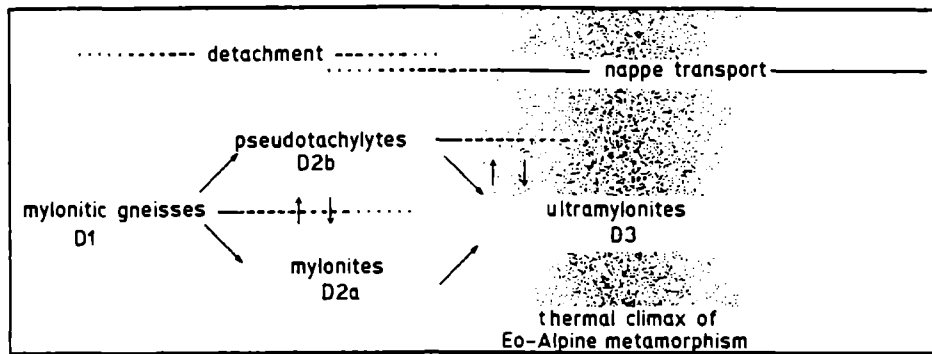 detachment
nappe transport
pseudotachylytes
D2b
mylonitic gneisses
D1
ultramylonites
D3
mylonites
D2a
thermal climax of
Eo-Alpine metamorphism